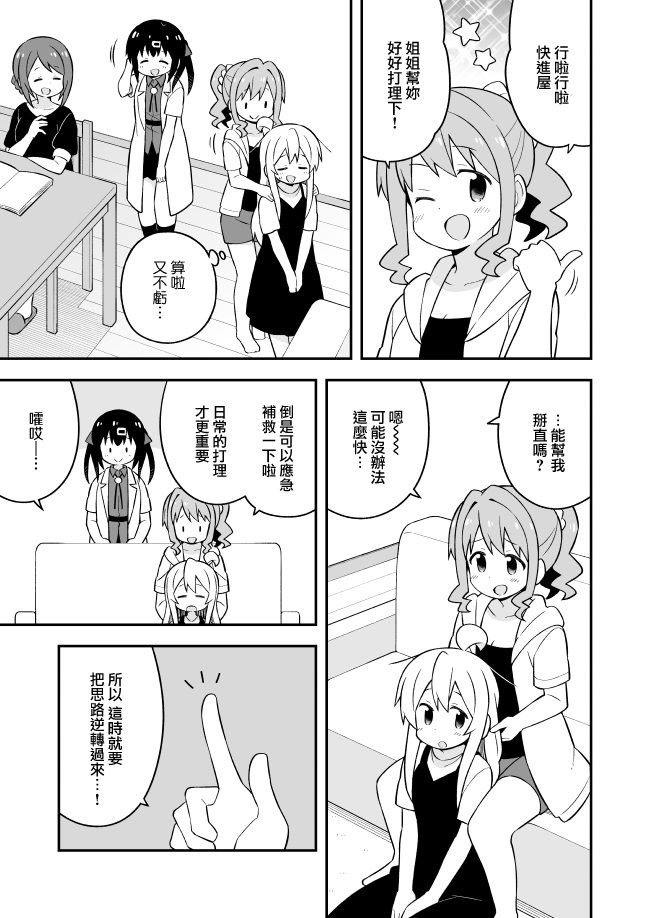 行啦行啦
快進屋
姐姐幫妳
好好打理下！
算啦
又不虧…
…能幫我
掰直嗎？
嗯~~~
可能沒辦法
這麼快…
倒是可以應急
補救一下啦
日常的打理
才更重要
嚯哎——…
所以 這時就要
把思路逆轉過來…！